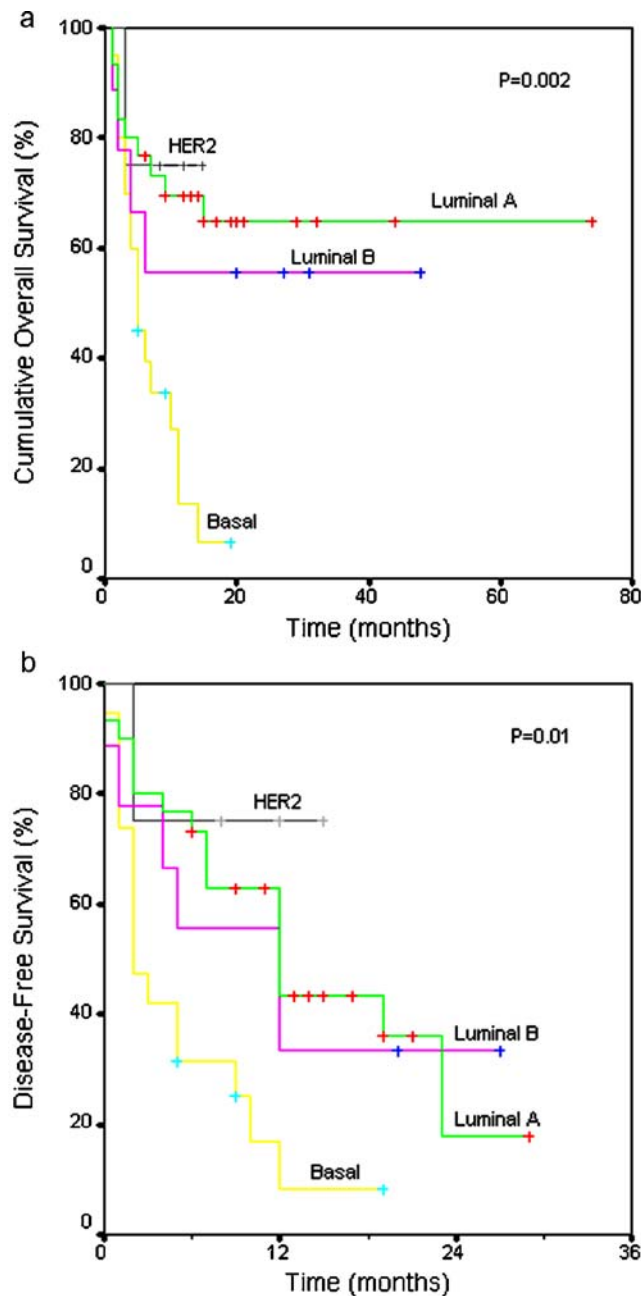 a
100
80
60
40
20
0
Cumulative Overall Survival (%)
P=0.002
HER2
Luminal A
Luminal B
Basal
0 20 40 60 80
Time (months)
b
100
80
60
40
20
0
Disease-Free Survival (%)
P=0.01
HER2
Luminal B
Luminal A
Basal
0 12 24 36
Time (months)